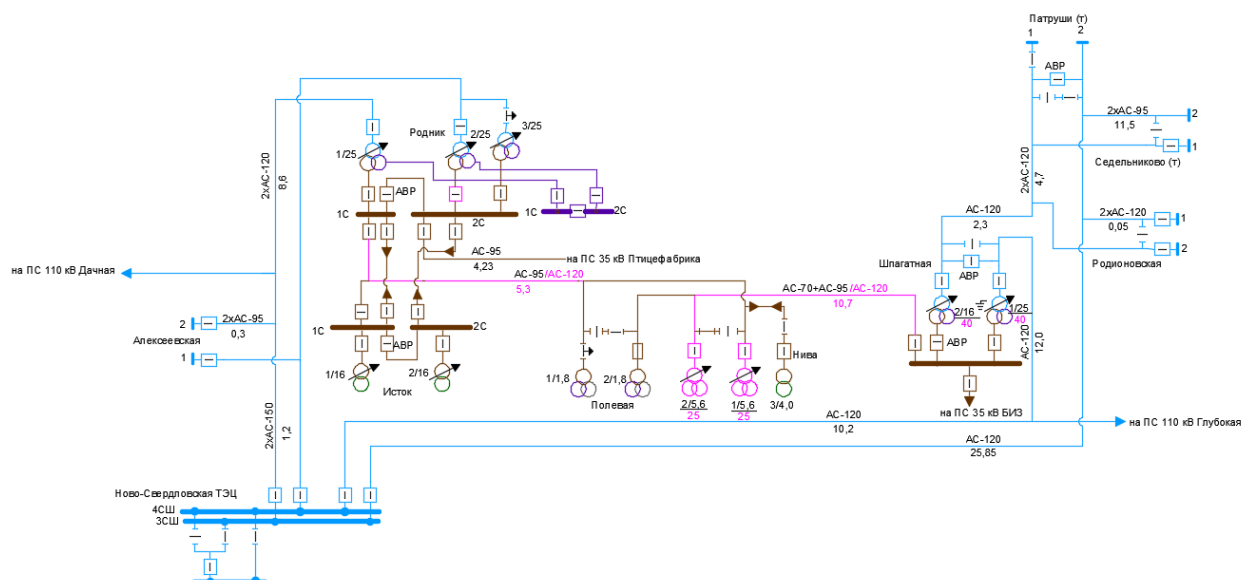 Патруши (т)
1
2
АВР
2хАС-95
11,5
2
1
Седельниково (т)
2хАС-120
4,7
2хАС-120
0,05
1
2
Родионовская
АС-120
2,3
Шпагатная
АВР
2/16
40
1/25
40
АВР
АС-120
12,0
на ПС 35 кВ БИЗ
Родник
1/25
2/25
3/25
2хАС-120
8,6
АВР
1С
2С
1С
2С
АС-95
4,23
на ПС 35 кВ Птицефабрика
АС-95/АС-120
5,3
АС-70+АС-95/АС-120
10,7
на ПС 110 кВ Дачная
2
2хАС-95
0,3
Алексеевская
1
1С
2С
АВР
1/16
2/16
Исток
1/1,8
2/1,8
Полевая
2/5,6
25
1/5,6
25
Нива
3/4,0
2хАС-150
1,2
АС-120
10,2
на ПС 110 кВ Глубокая
АС-120
25,85
Ново-Свердловская ТЭЦ
4СШ
3СШ